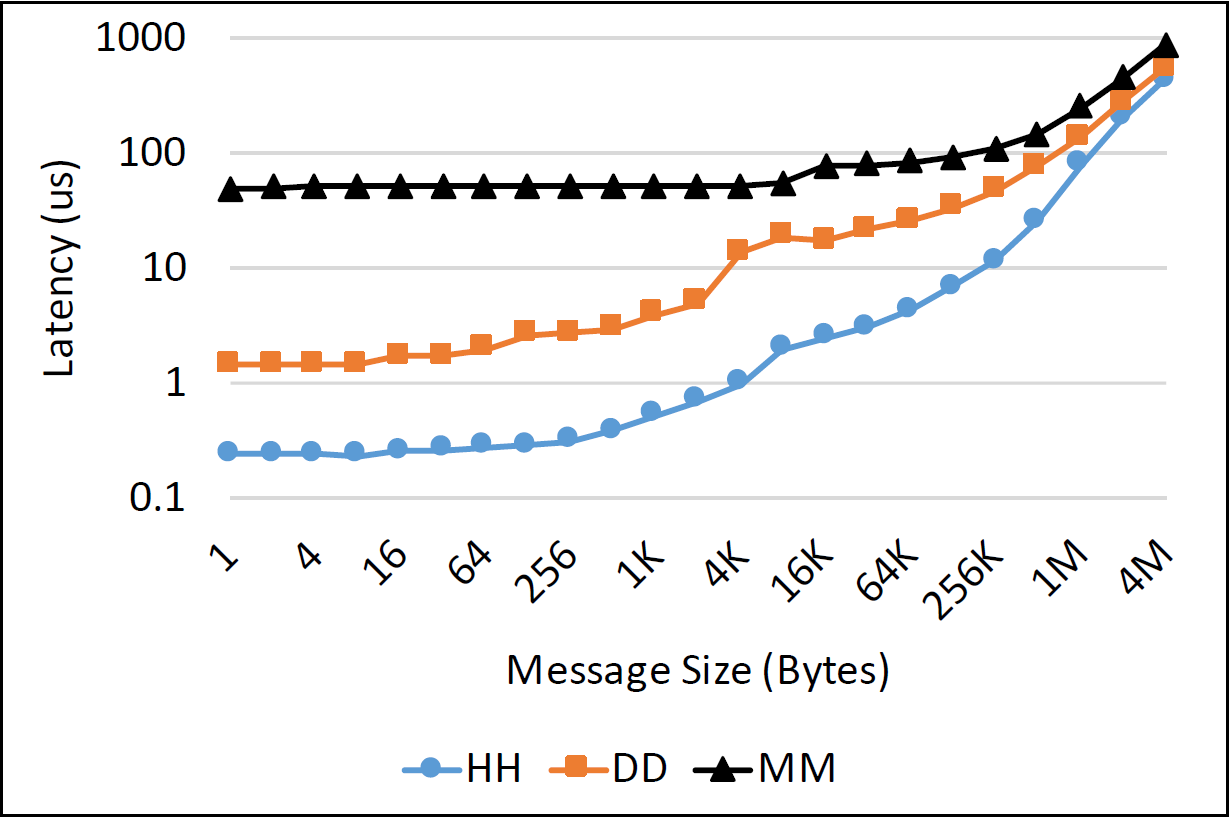 1000
100
10
1
0.1
Latency (us)
1 4 16 64 256 1K 4K 16K 64K 256K 1M 4M
Message Size (Bytes)
HH DD MM